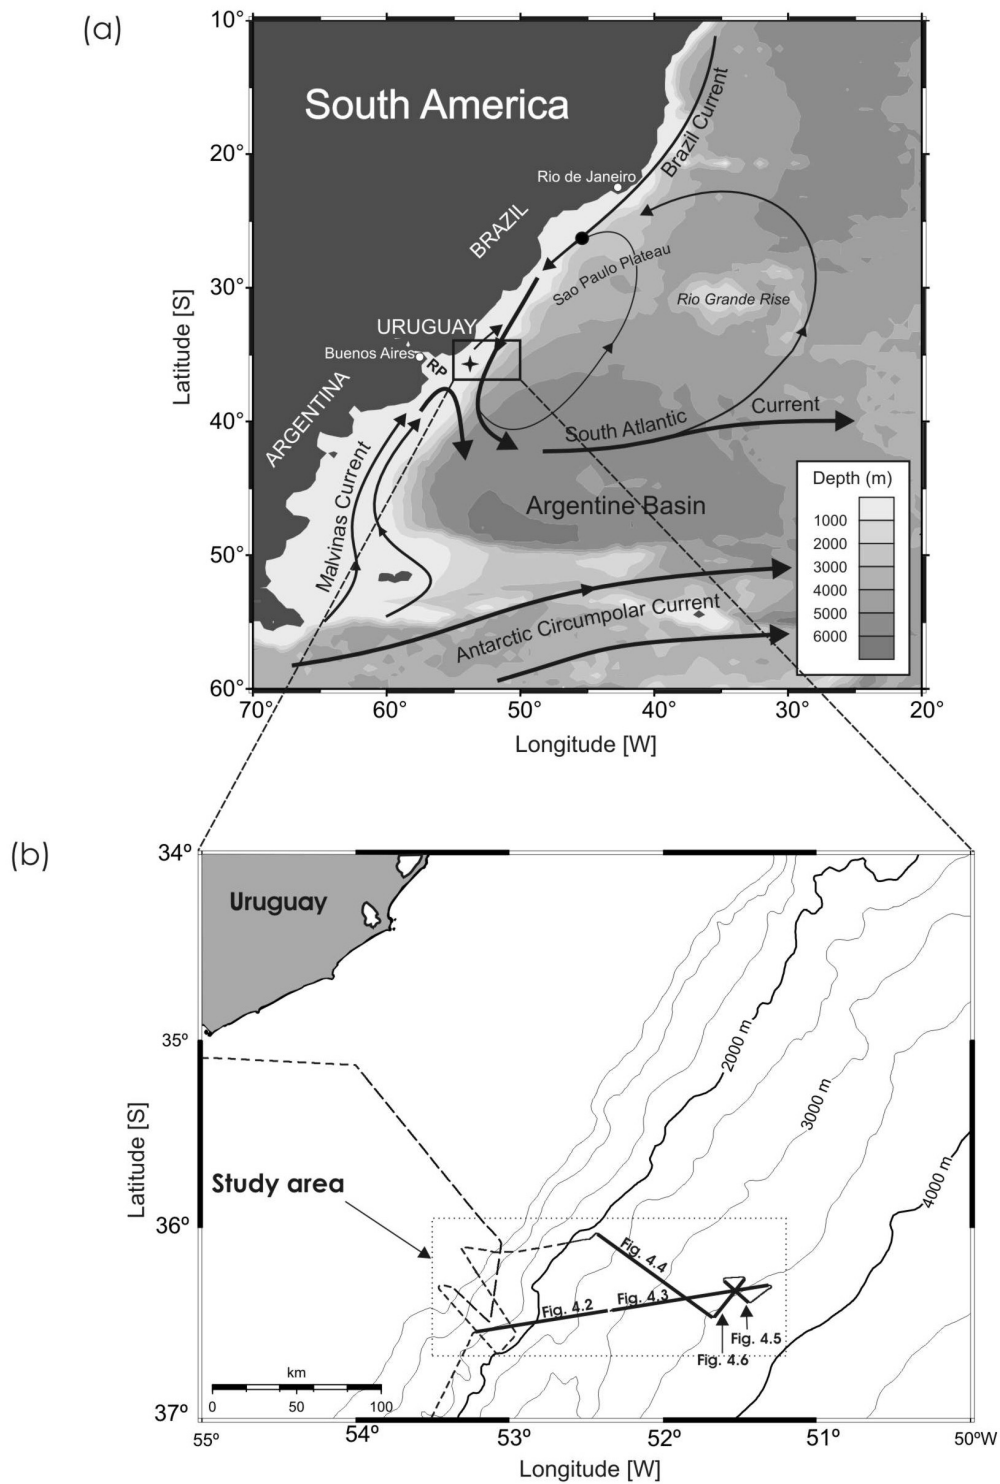 (a)
10°
South America
Brazil Current
20°
Rio de Janeiro
BRAZIL
Sao Paulo Plateau
30°
Rio Grande Rise
Latitude [S]
URUGUAY
Buenos Aires
RP
ARGENTINA
40°
South Atlantic
Current
Malvinas Current
Depth (m)
1000
2000
3000
4000
5000
6000
Argentine Basin
50°
Antarctic Circumpolar Current
60°
70°
60°
50°
40°
30°
20°
Longitude [W]
(b)
34°
Uruguay
35°
2000 m
3000 m
4000 m
Latitude [S]
Study area
36°
Fig. 4.4
Fig. 4.3
Fig. 4.2
Fig. 4.5
Fig. 4.6
km
0
50
100
37°
55°
54°
53°
52°
51°
50°W
Longitude [W]